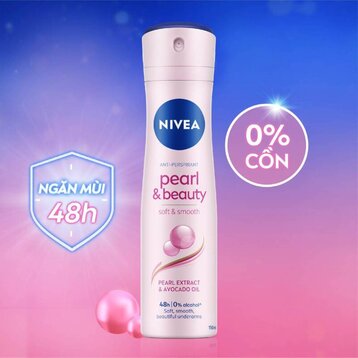 NIVEA
ANTI-PERSPIRANT
pearl
& beauty
soft & smooth
PEARL EXTRACT
& AVOCADO OIL
48h | 0% alcohol*
Soft, smooth,
beautiful underarms
NGĂN MÙI
48h
0%
CỒN